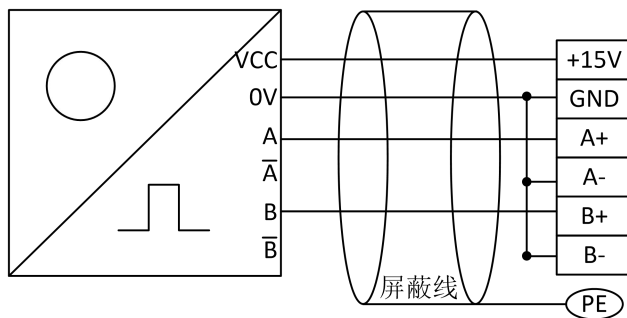 VCC
0V
A
A̅
B
B̅
屏蔽线
+15V
GND
A+
A-
B+
B-
PE